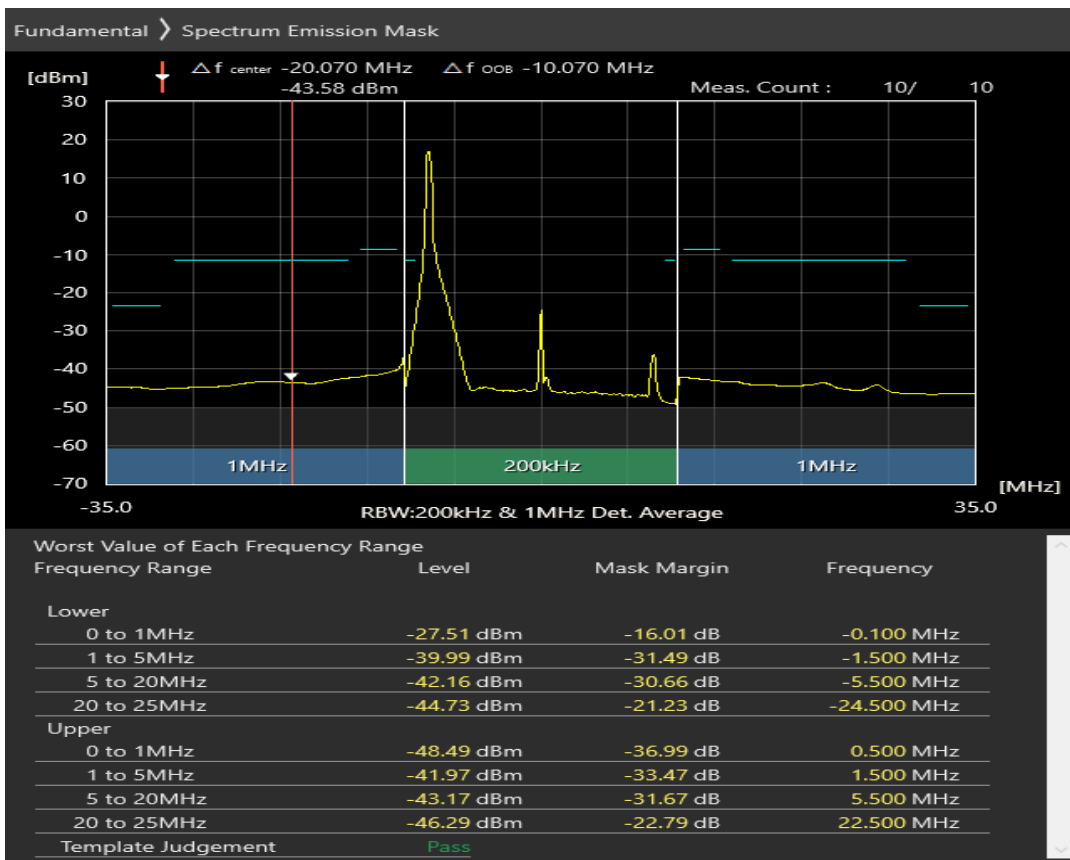 Fundamental 〉 Spectrum Emission Mask
△f center -20.070 MHz △f OOB -10.070 MHz
[dBm]
-43.58 dBm Meas. Count : 10/ 10
30
20
10
0
-10
-20
-30
-40
-50
-60
1MHz 200kHz 1MHz
-70
[MHz]
-35.0 RBW:200kHz & 1MHz Det. Average 35.0
Worst Value of Each Frequency Range
Frequency Range Level Mask Margin Frequency
Lower
0 to 1MHz -27.51 dBm -16.01 dB -0.100 MHz
1 to 5MHz -39.99 dBm -31.49 dB -1.500 MHz
5 to 20MHz -42.16 dBm -30.66 dB -5.500 MHz
20 to 25MHz -44.73 dBm -21.23 dB -24.500 MHz
Upper
0 to 1MHz -48.49 dBm -36.99 dB 0.500 MHz
1 to 5MHz -41.97 dBm -33.47 dB 1.500 MHz
5 to 20MHz -43.17 dBm -31.67 dB 5.500 MHz
20 to 25MHz -46.29 dBm -22.79 dB 22.500 MHz
Template Judgement Pass